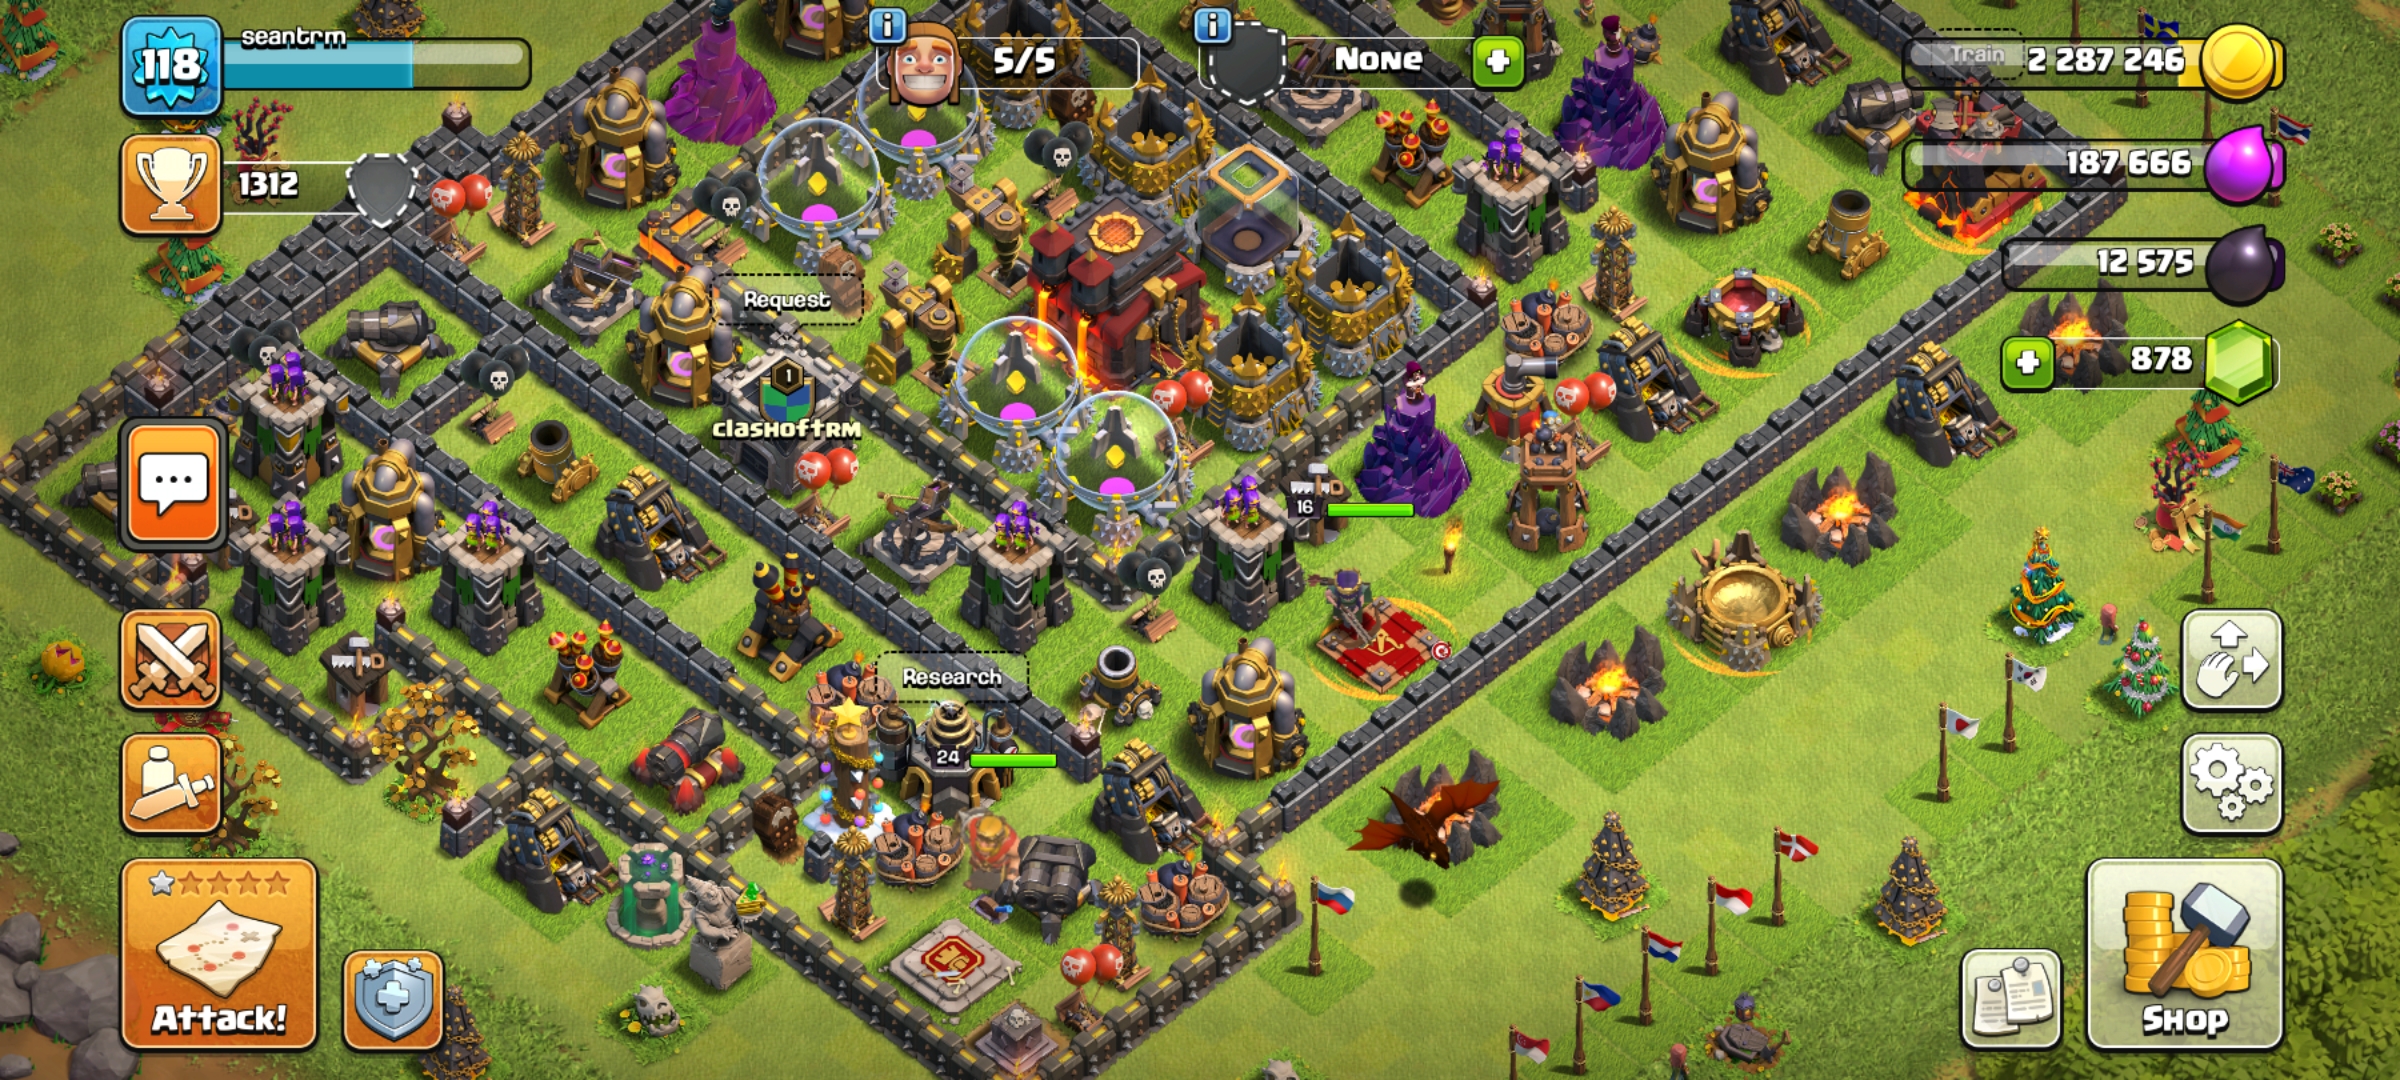 seantrm
118
5/5
None
Train
2 287 246
1312
187 666
12 575
Request
878
1
clashoftRM
16
Research
24
Attack!
Shop